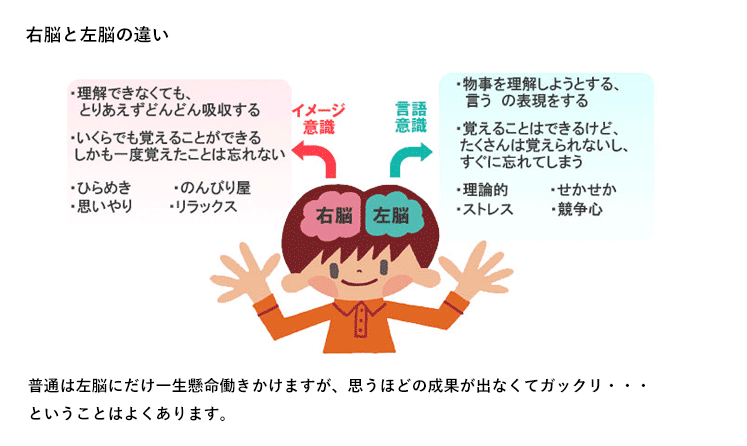 右脳と左脳の違い
・理解できなくても、
とりあえずどんどん吸収する
・いくらでも覚えることができる
しかも一度覚えたことは忘れない
・ひらめき ・のんびり屋
・思いやり ・リラックス
イメージ
意識
言語
意識
・物事を理解しようとする、
言う の表現をする
・覚えることはできるけど、
たくさんは覚えられないし、
すぐに忘れてしまう
・理論的 ・せかせか
・ストレス ・競争心
右脳 左脳
普通は左脳にだけ一生懸命働きかけますが、思うほどの成果が出なくてガックリ・・・
ということはよくあります。